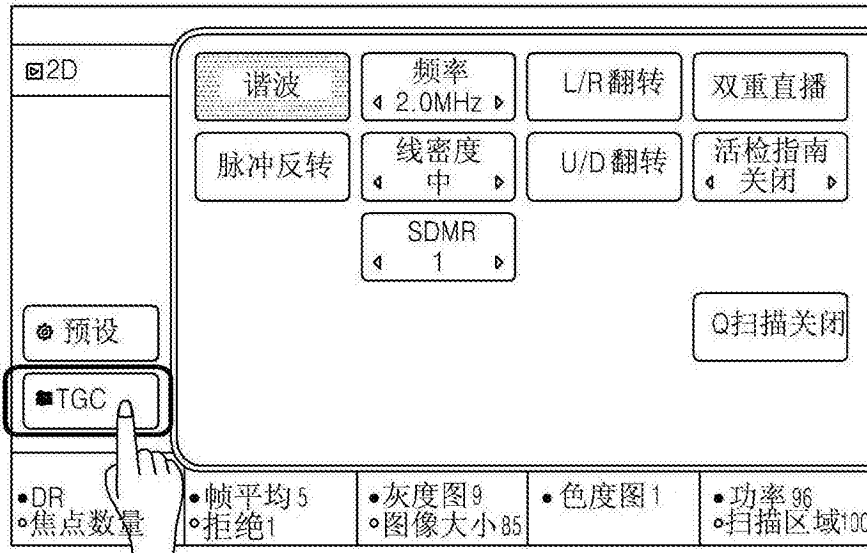 2D
谐波
频率
2.0MHz
L/R翻转
双重直播
脉冲反转
线密度
中
U/D翻转
活检指南
关闭
SDMR
1
预设
Q扫描关闭
TGC
•DR
∘焦点数量
•帧平均5
∘拒绝1
•灰度图9
∘图像大小85
•色度图1
•功率96
∘扫描区域100